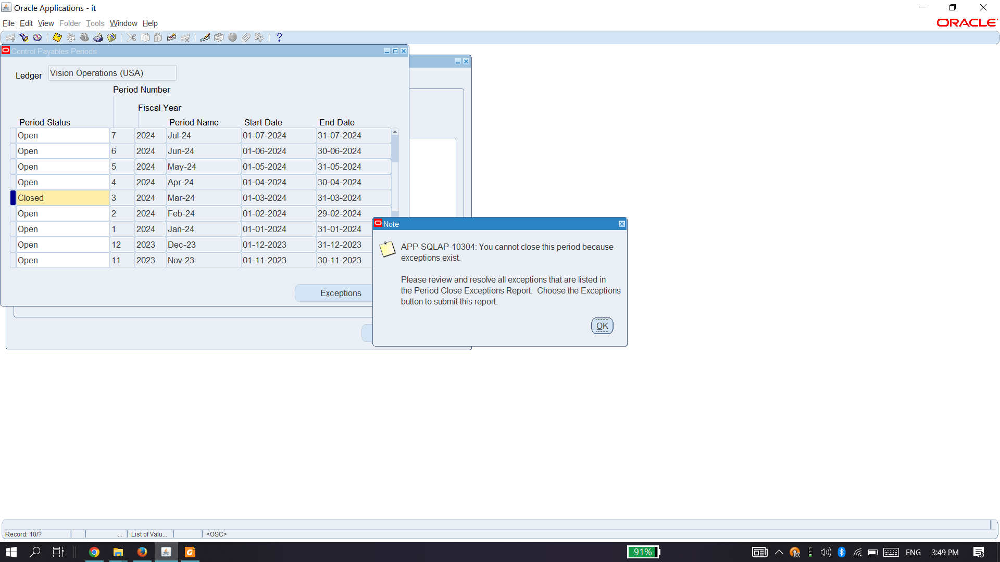 Oracle Applications - it
File Edit View Folder Tools Window Help
ORACLE
Control Payables Periods
Ledger Vision Operations (USA)
Period Number
Fiscal Year
Period Status Period Name Start Date End Date
Open 7 2024 Jul-24 01-07-2024 31-07-2024
Open 6 2024 Jun-24 01-06-2024 30-06-2024
Open 5 2024 May-24 01-05-2024 31-05-2024
Open 4 2024 Apr-24 01-04-2024 30-04-2024
Closed 3 2024 Mar-24 01-03-2024 31-03-2024
Open 2 2024 Feb-24 01-02-2024 29-02-2024
Open 1 2024 Jan-24 01-01-2024 31-01-2024
Open 12 2023 Dec-23 01-12-2023 31-12-2023
Open 11 2023 Nov-23 01-11-2023 30-11-2023
Exceptions
Note
APP-SQLAP-10304: You cannot close this period because
exceptions exist.
Please review and resolve all exceptions that are listed in
the Period Close Exceptions Report. Choose the Exceptions
button to submit this report.
OK
Record: 10/? ... List of Valu... <OSC>
91% ENG 3:49 PM